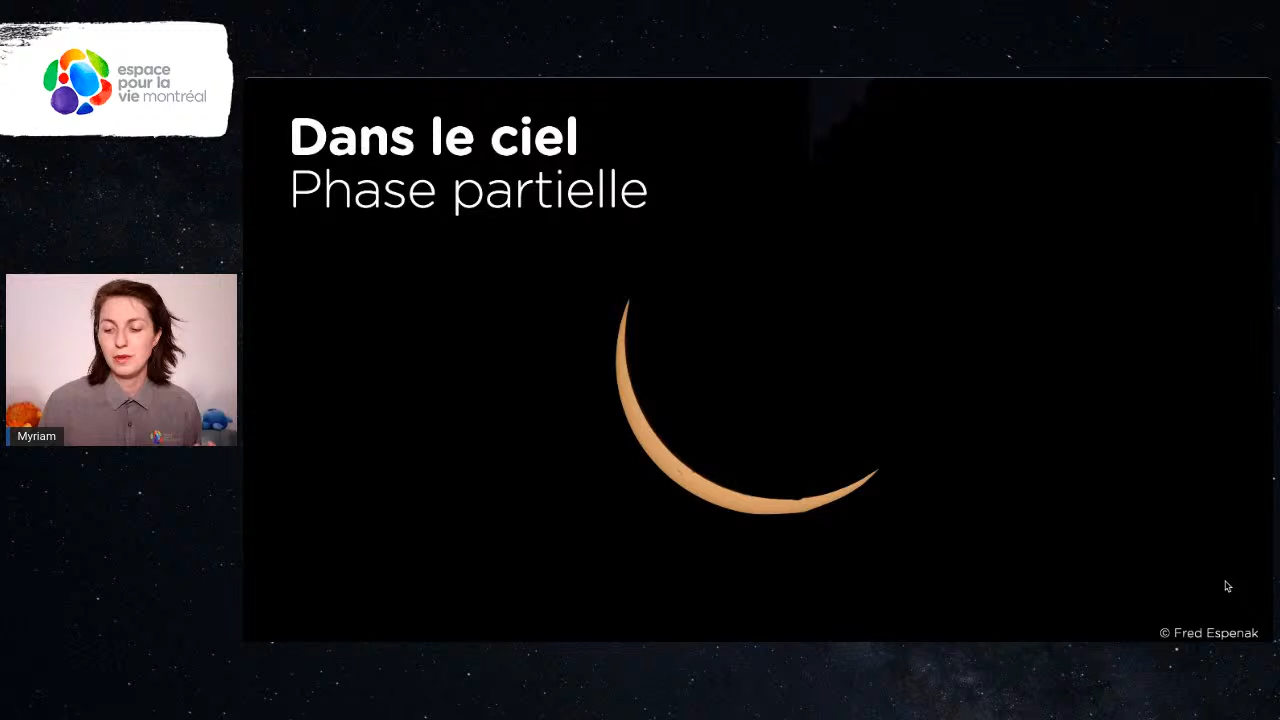 espace
pour la
vie montréal
Dans le ciel
Phase partielle
Myriam
© Fred Espenak